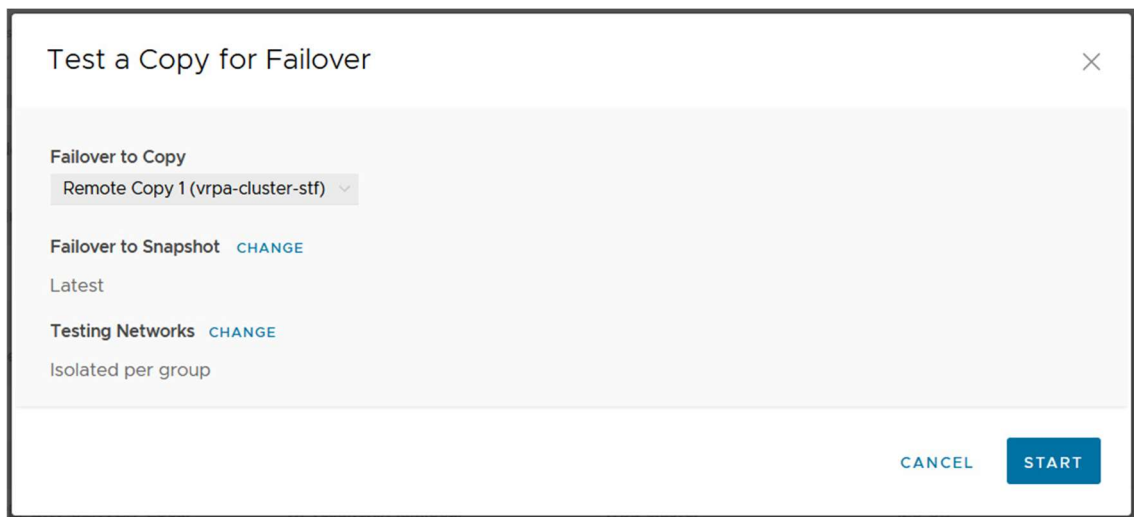 Test a Copy for Failover
Failover to Copy
Remote Copy 1 (vrpa-cluster-stf)
Failover to Snapshot CHANGE
Latest
Testing Networks CHANGE
Isolated per group
CANCEL START